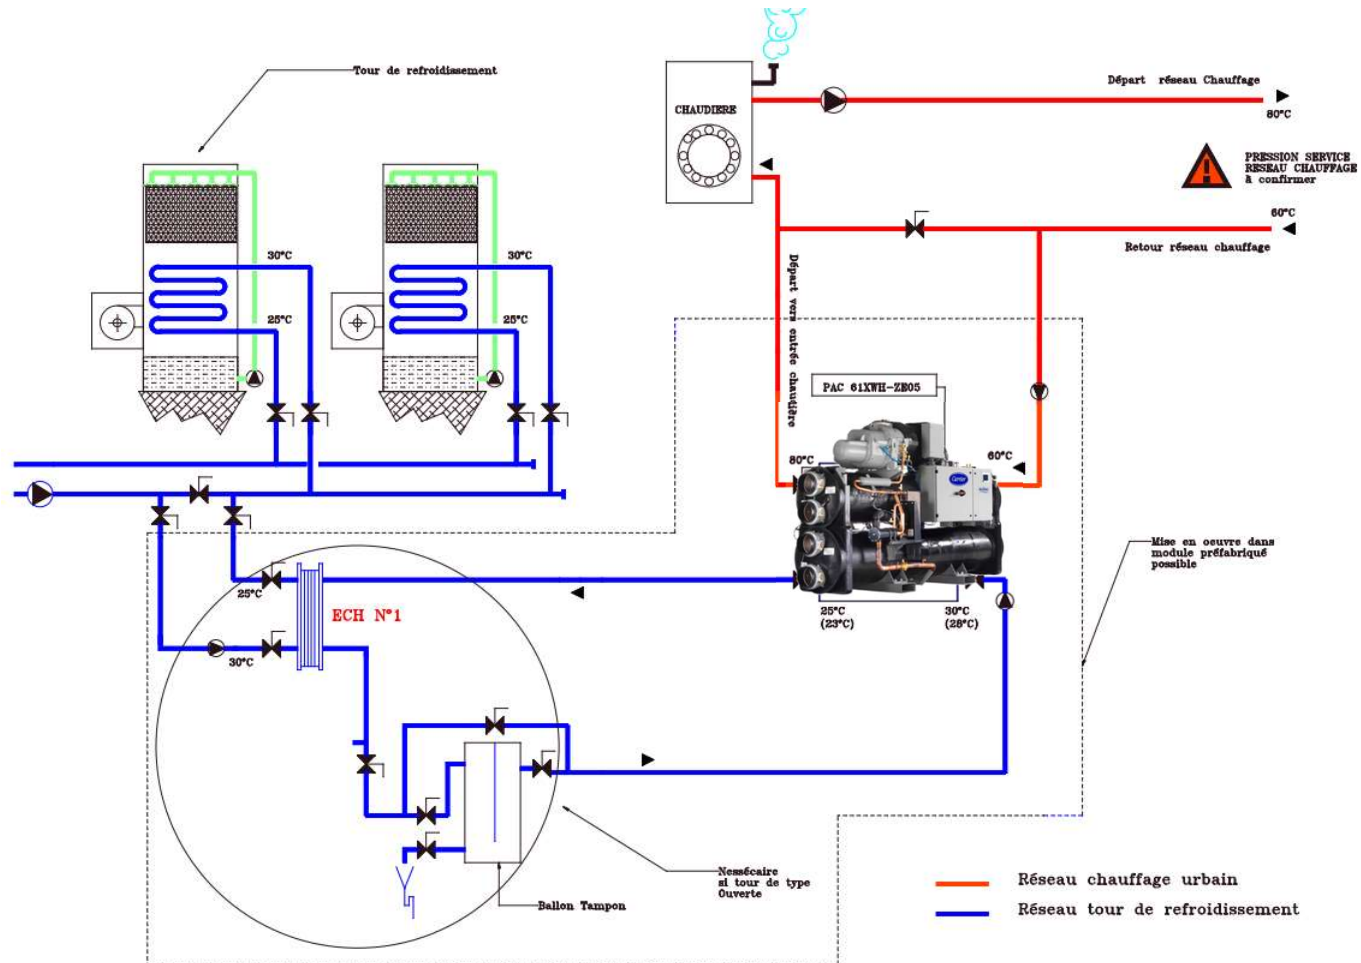 Tour de refroidissement
CHAUDIERE
Départ réseau Chauffage
80°C
PRESSION SERVICE
RESEAU CHAUFFAGE
à confirmer
60°C
Retour réseau chauffage
30°C
30°C
25°C
25°C
Départ vers entrée chaudière
PAC 61XWH-ZE05
80°C
60°C
Carrier
Mise en oeuvre dans
module préfabriqué
possible
25°C
ECH N°1
25°C
(23°C)
30°C
(28°C)
30°C
Nessécaire
si tour de type
Ouverte
Ballon Tampon
Réseau chauffage urbain
Réseau tour de refroidissement